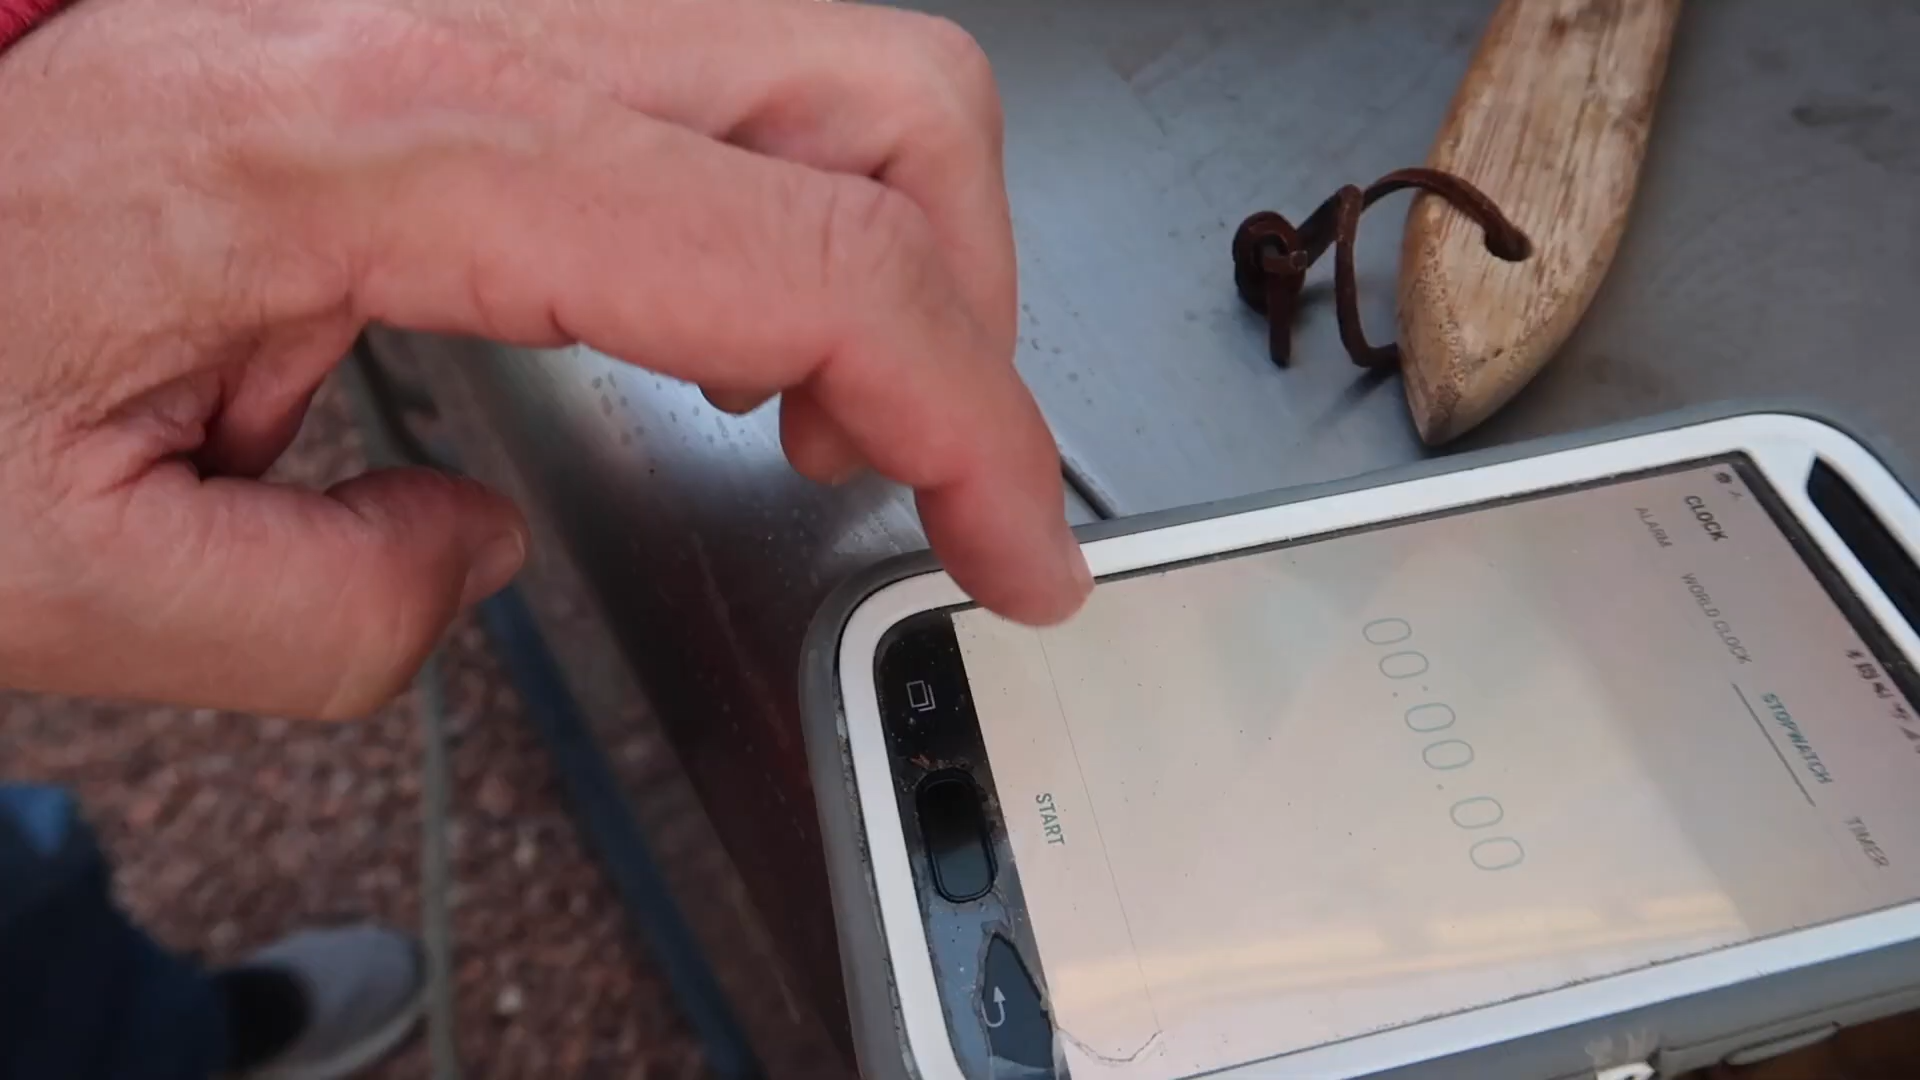 CLOCK
ALARM
WORLD CLOCK
STOPWATCH
TIMER
00:00.00
START